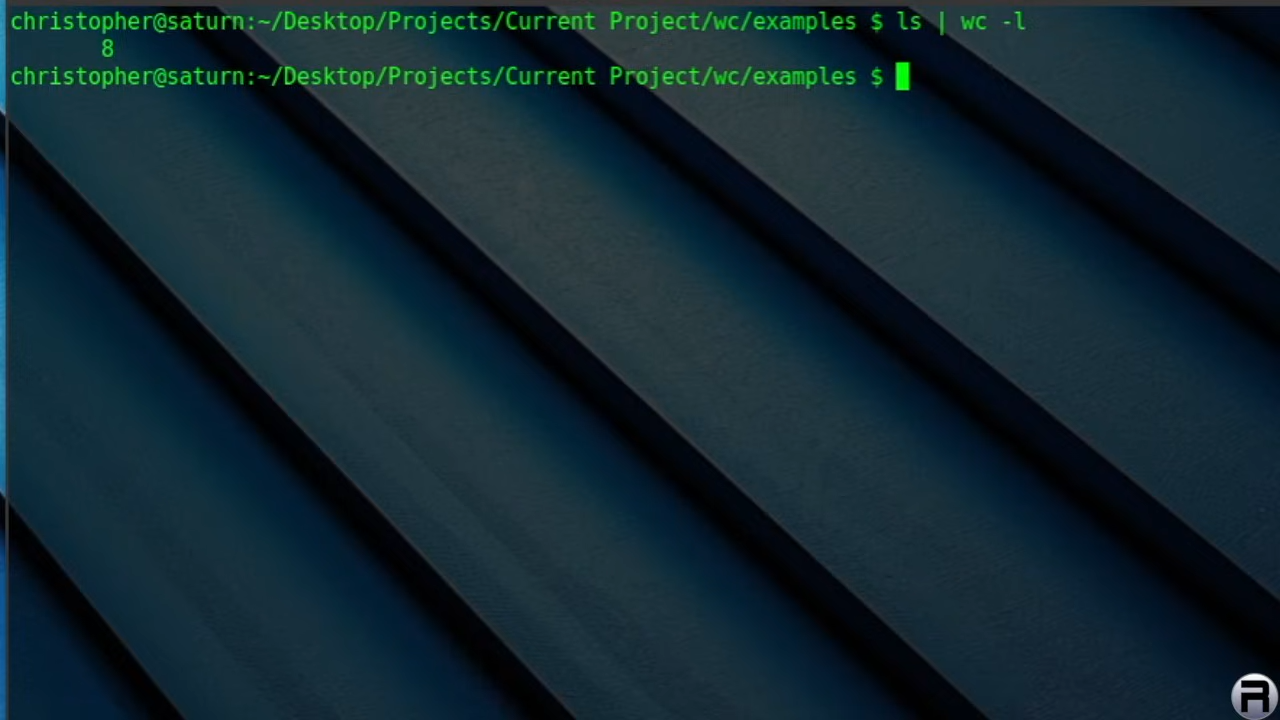 christopher@saturn:~/Desktop/Projects/Current Project/wc/examples $ ls | wc -l
8
christopher@saturn:~/Desktop/Projects/Current Project/wc/examples $
R